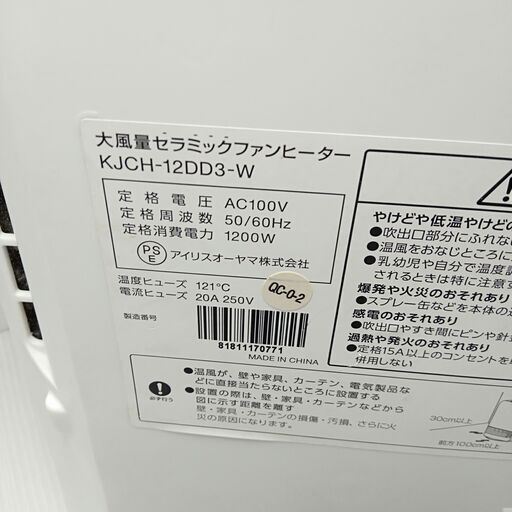 大風量セラミックファンヒーター
KJCH-12DD3-W
定格電圧 AC100V
定格周波数 50/60Hz
定格消費電力 1200W
PS
E
アイリスオーヤマ株式会社
温度ヒューズ 121℃
電流ヒューズ 20A 250V
QC-0-2
製造番号
81811170771
MADE IN CHINA
やけどや低温やけどの
●吹出口部分にふれない
●温風をおなじところに
●乳幼児や自分で温度調
されるときは特に注意する
爆発や火災のおそれあり
●スプレー缶などを本体の近
感電のおそれあり
●吹出口やすき間にピンや針金
過熱や発火のおそれあり
●定格15A以上のコンセントを単
併用しない
必ず行う
●温風が、壁や家具、カーテン、電気製品な
どに直接当たらないところに設置する
●設置の際は、壁・家具・カーテンなどから
図に示す距離を離す
壁・家具・カーテンの損傷・汚損、さらに火
災の原因になります。
30cm以上
前方100cm以上